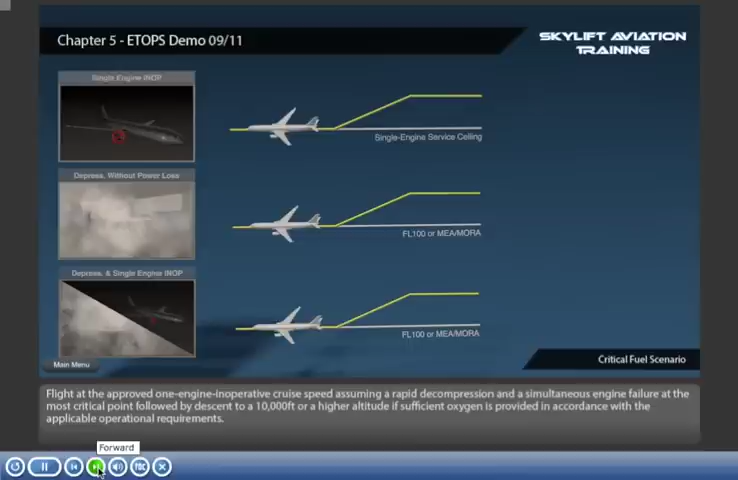 Chapter 5 - ETOPS Demo 09/11
SKYLIFT AVIATION
TRAINING
Single Engine INOP
Single-Engine Service Ceiling
Depress. Without Power Loss
FL100 or MEA/MORA
Depress. & Single Engine INOP
FL100 or MEA/MORA
Main Menu
Critical Fuel Scenario
Flight at the approved one-engine-inoperative cruise speed assuming a rapid decompression and a simultaneous engine failure at the
most critical point followed by descent to a 10,000ft or a higher altitude if sufficient oxygen is provided in accordance with the
applicable operational requirements.
Forward